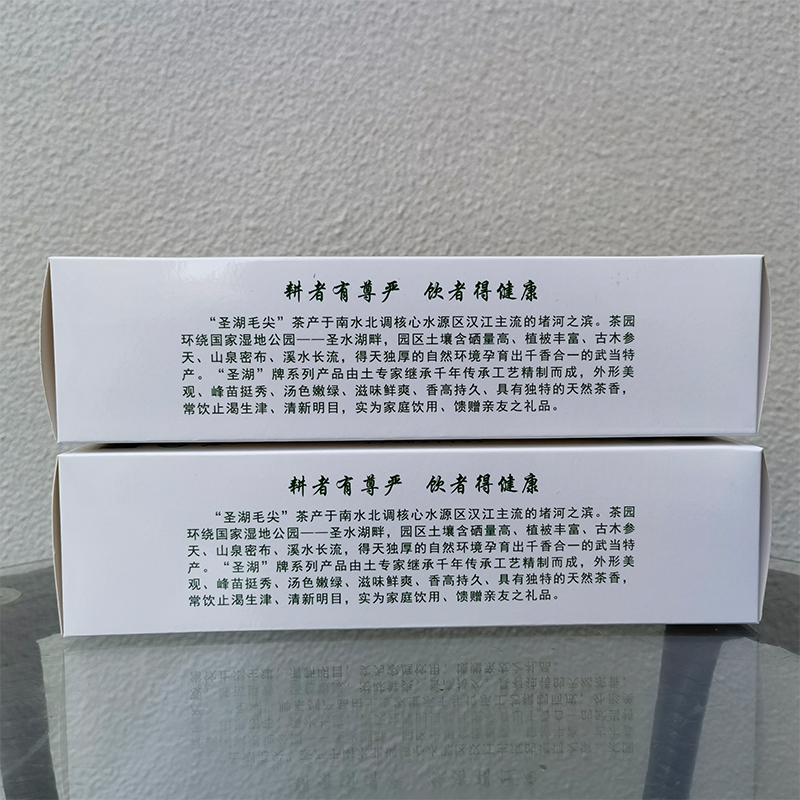 耕者有尊严 饮者得健康
“圣湖毛尖”茶产于南水北调核心水源区汉江主流的堵河之滨。茶园
环绕国家湿地公园——圣水湖畔，园区土壤含硒量高、植被丰富、古木参
天、山泉密布、溪水长流，得天独厚的自然环境孕育出千香合一的武当特
产。“圣湖”牌系列产品由土专家继承千年传承工艺精制而成，外形美
观、峰苗挺秀、汤色嫩绿、滋味鲜爽、香高持久、具有独特的天然茶香，
常饮止渴生津、清新明目，实为家庭饮用、馈赠亲友之礼品。
耕者有尊严 饮者得健康
“圣湖毛尖”茶产于南水北调核心水源区汉江主流的堵河之滨。茶园
环绕国家湿地公园——圣水湖畔，园区土壤含硒量高、植被丰富、古木参
天、山泉密布、溪水长流，得天独厚的自然环境孕育出千香合一的武当特
产。“圣湖”牌系列产品由土专家继承千年传承工艺精制而成，外形美
观、峰苗挺秀、汤色嫩绿、滋味鲜爽、香高持久、具有独特的天然茶香，
常饮止渴生津、清新明目，实为家庭饮用、馈赠亲友之礼品。